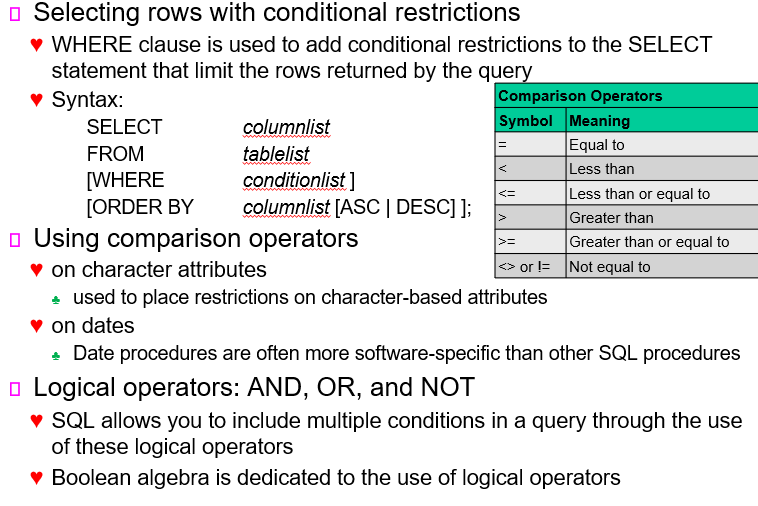 Selecting rows with conditional restrictions
WHERE clause is used to add conditional restrictions to the SELECT
statement that limit the rows returned by the query
Syntax:
SELECT columnlist
FROM tablelist
[WHERE conditionlist ]
[ORDER BY columnlist [ASC | DESC] ];
Comparison Operators
Symbol Meaning
= Equal to
< Less than
<= Less than or equal to
> Greater than
>= Greater than or equal to
<> or != Not equal to
Using comparison operators
on character attributes
used to place restrictions on character-based attributes
on dates
Date procedures are often more software-specific than other SQL procedures
Logical operators: AND, OR, and NOT
SQL allows you to include multiple conditions in a query through the use
of these logical operators
Boolean algebra is dedicated to the use of logical operators